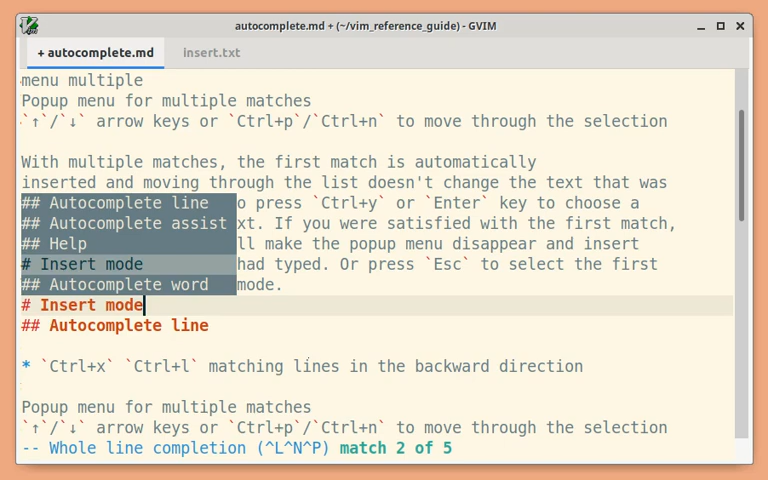 autocomplete.md + (~/vim_reference_guide) - GVIM
+ autocomplete.md insert.txt
menu multiple
Popup menu for multiple matches
`↑`/`↓` arrow keys or `Ctrl+p`/`Ctrl+n` to move through the selection
With multiple matches, the first match is automatically
inserted and moving through the list doesn't change the text that was
## Autocomplete line o press `Ctrl+y` or `Enter` key to choose a
## Autocomplete assist xt. If you were satisfied with the first match,
## Help ll make the popup menu disappear and insert
# Insert mode had typed. Or press `Esc` to select the first
## Autocomplete word mode.
# Insert mode
## Autocomplete line
* `Ctrl+x` `Ctrl+l` matching lines in the backward direction
Popup menu for multiple matches
`↑`/`↓` arrow keys or `Ctrl+p`/`Ctrl+n` to move through the selection
-- Whole line completion (^L^N^P) match 2 of 5